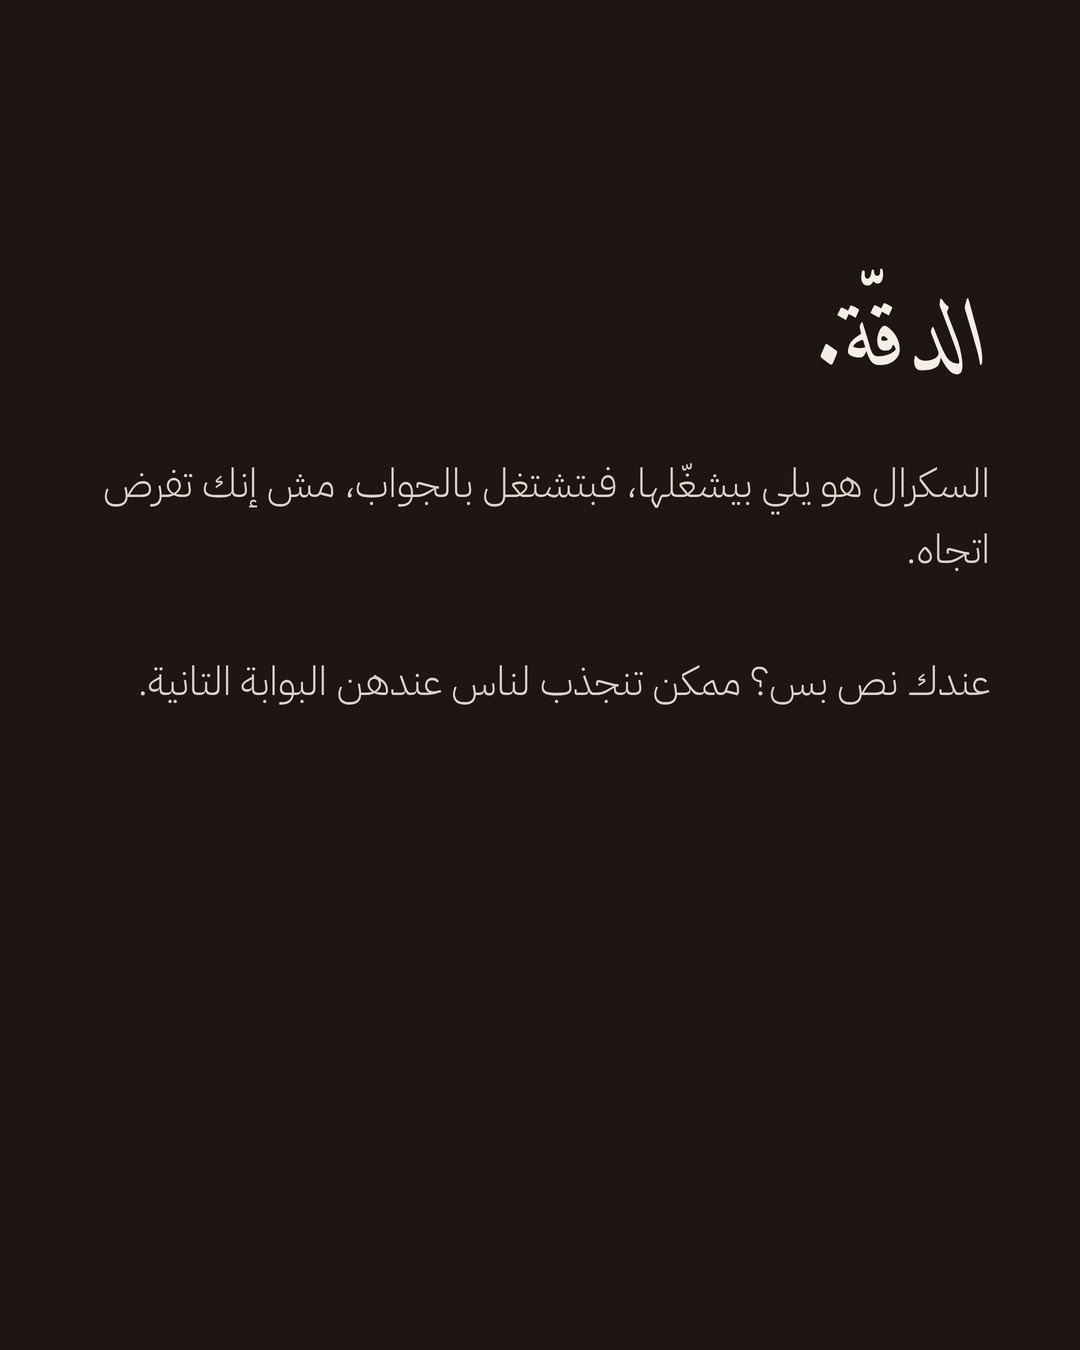 الدقّة.
السكرال هو يلي بيشغّلها، فبتشتغل بالجواب، مش إنك تفرض
اتجاه.
عندك نص بس؟ ممكن تنجذب لناس عندهن البوابة التانية.